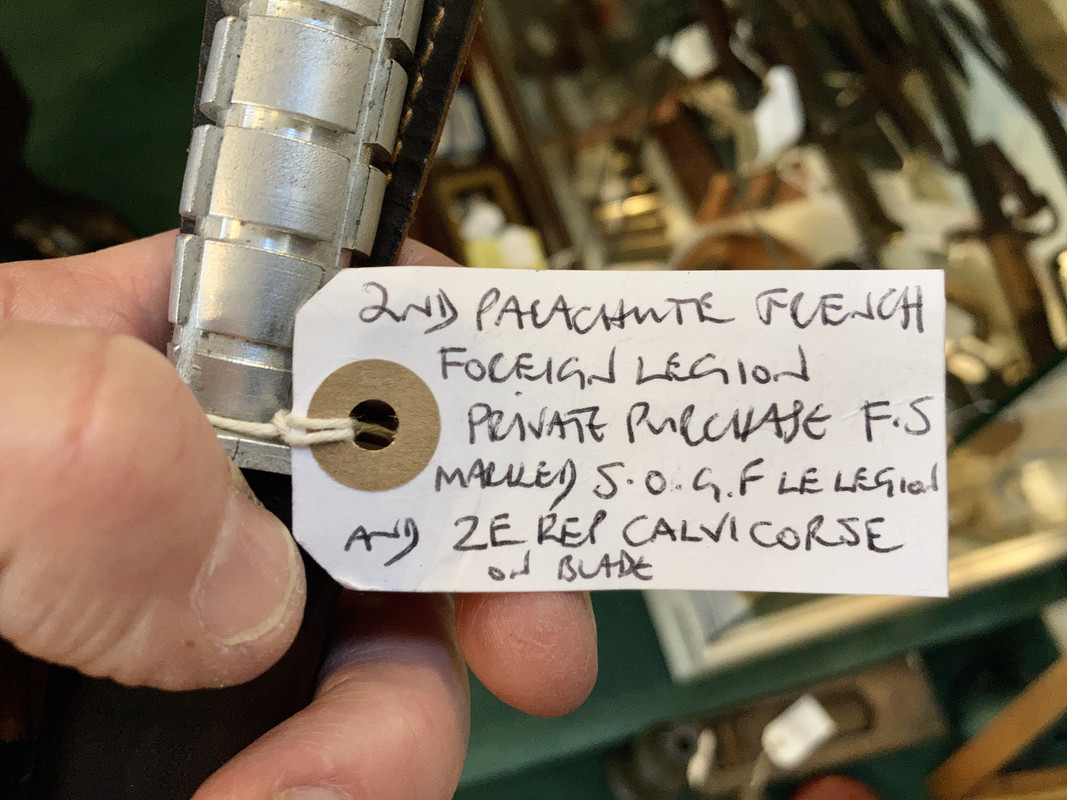 2ND PARACHUTE FRENCH
FOREIGN LEGION
PRIVATE PURCHASE F.S
MARKED S.O.G.F LE LEGION
AND 2E REP CALVI CORSE
ON BLADE